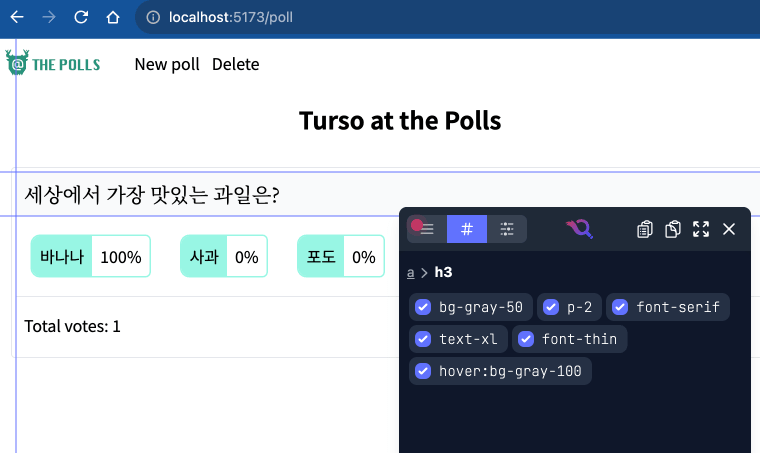 localhost:5173/poll
@ THE POLLS New poll Delete
Turso at the Polls
세상에서 가장 맛있는 과일은?
바나나 100% 사과 0% 포도 0%
Total votes: 1
#
a > h3
bg-gray-50 p-2 font-serif
text-xl font-thin
hover:bg-gray-100